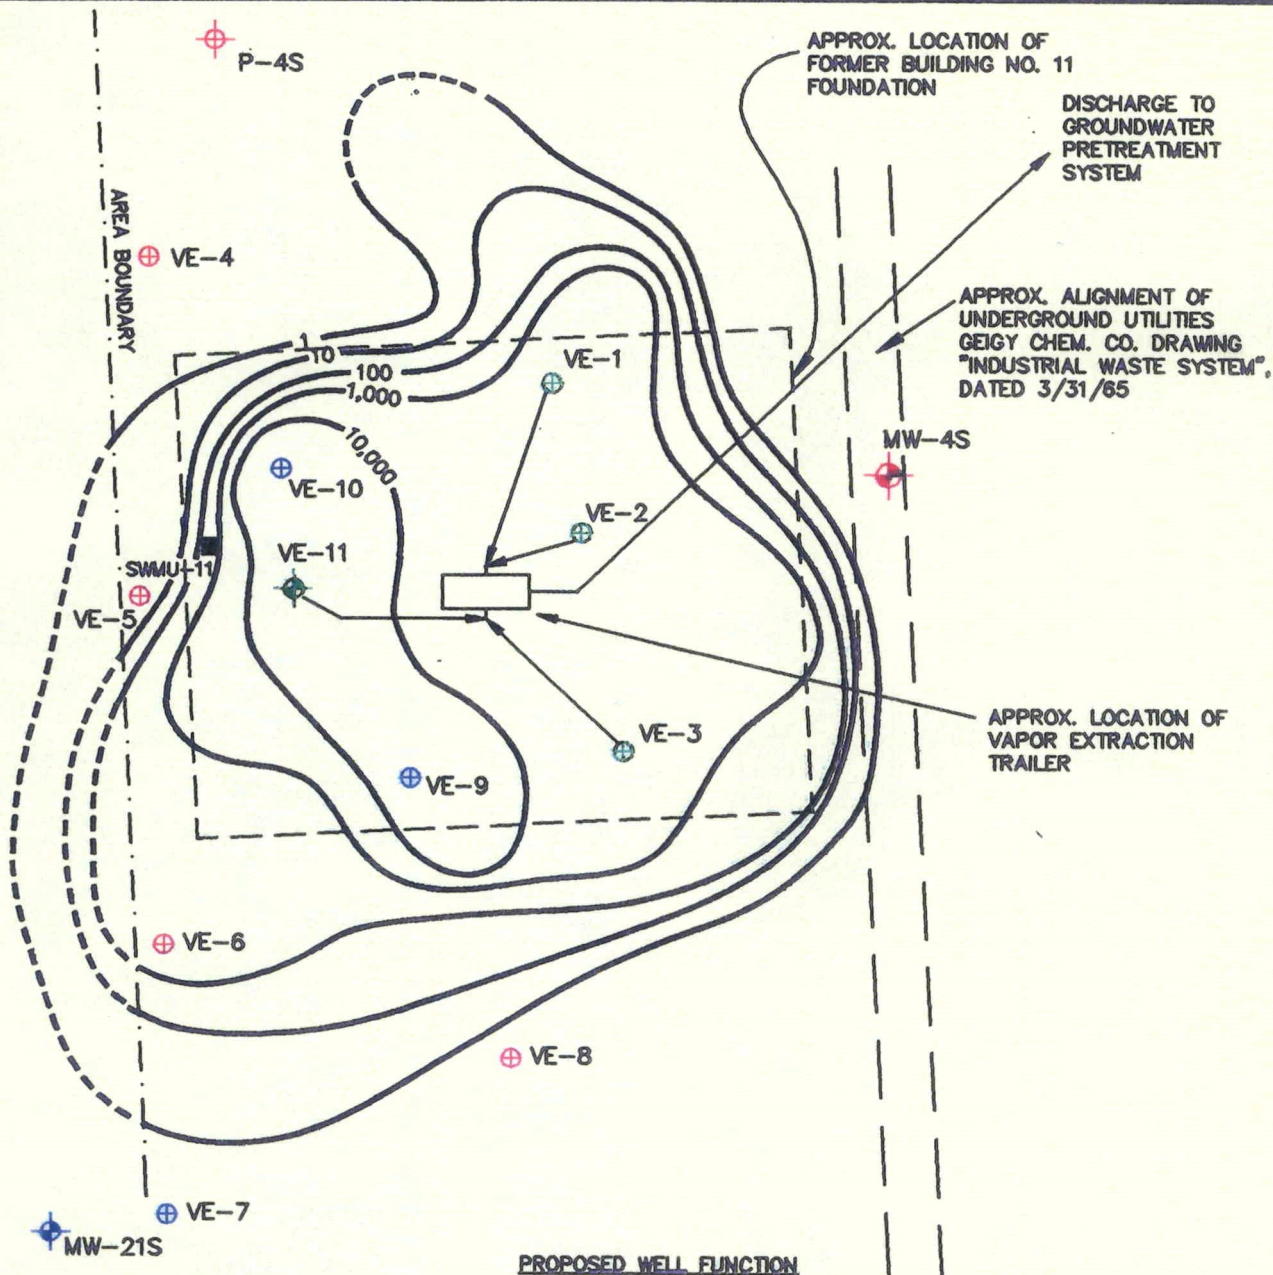 P-4S
APPROX. LOCATION OF
FORMER BUILDING NO. 11
FOUNDATION
DISCHARGE TO
GROUNDWATER
PRETREATMENT
SYSTEM
AREA BOUNDARY
VE-4
APPROX. ALIGNMENT OF
UNDERGROUND UTILITIES
GEIGY CHEM. CO. DRAWING
"INDUSTRIAL WASTE SYSTEM",
DATED 3/31/65
1
10
100
1,000
10,000
VE-1
MW-4S
VE-10
VE-2
VE-11
SWMU-11
VE-5
APPROX. LOCATION OF
VAPOR EXTRACTION
TRAILER
VE-3
VE-9
VE-6
VE-8
VE-7
MW-21S
PROPOSED WELL FUNCTION